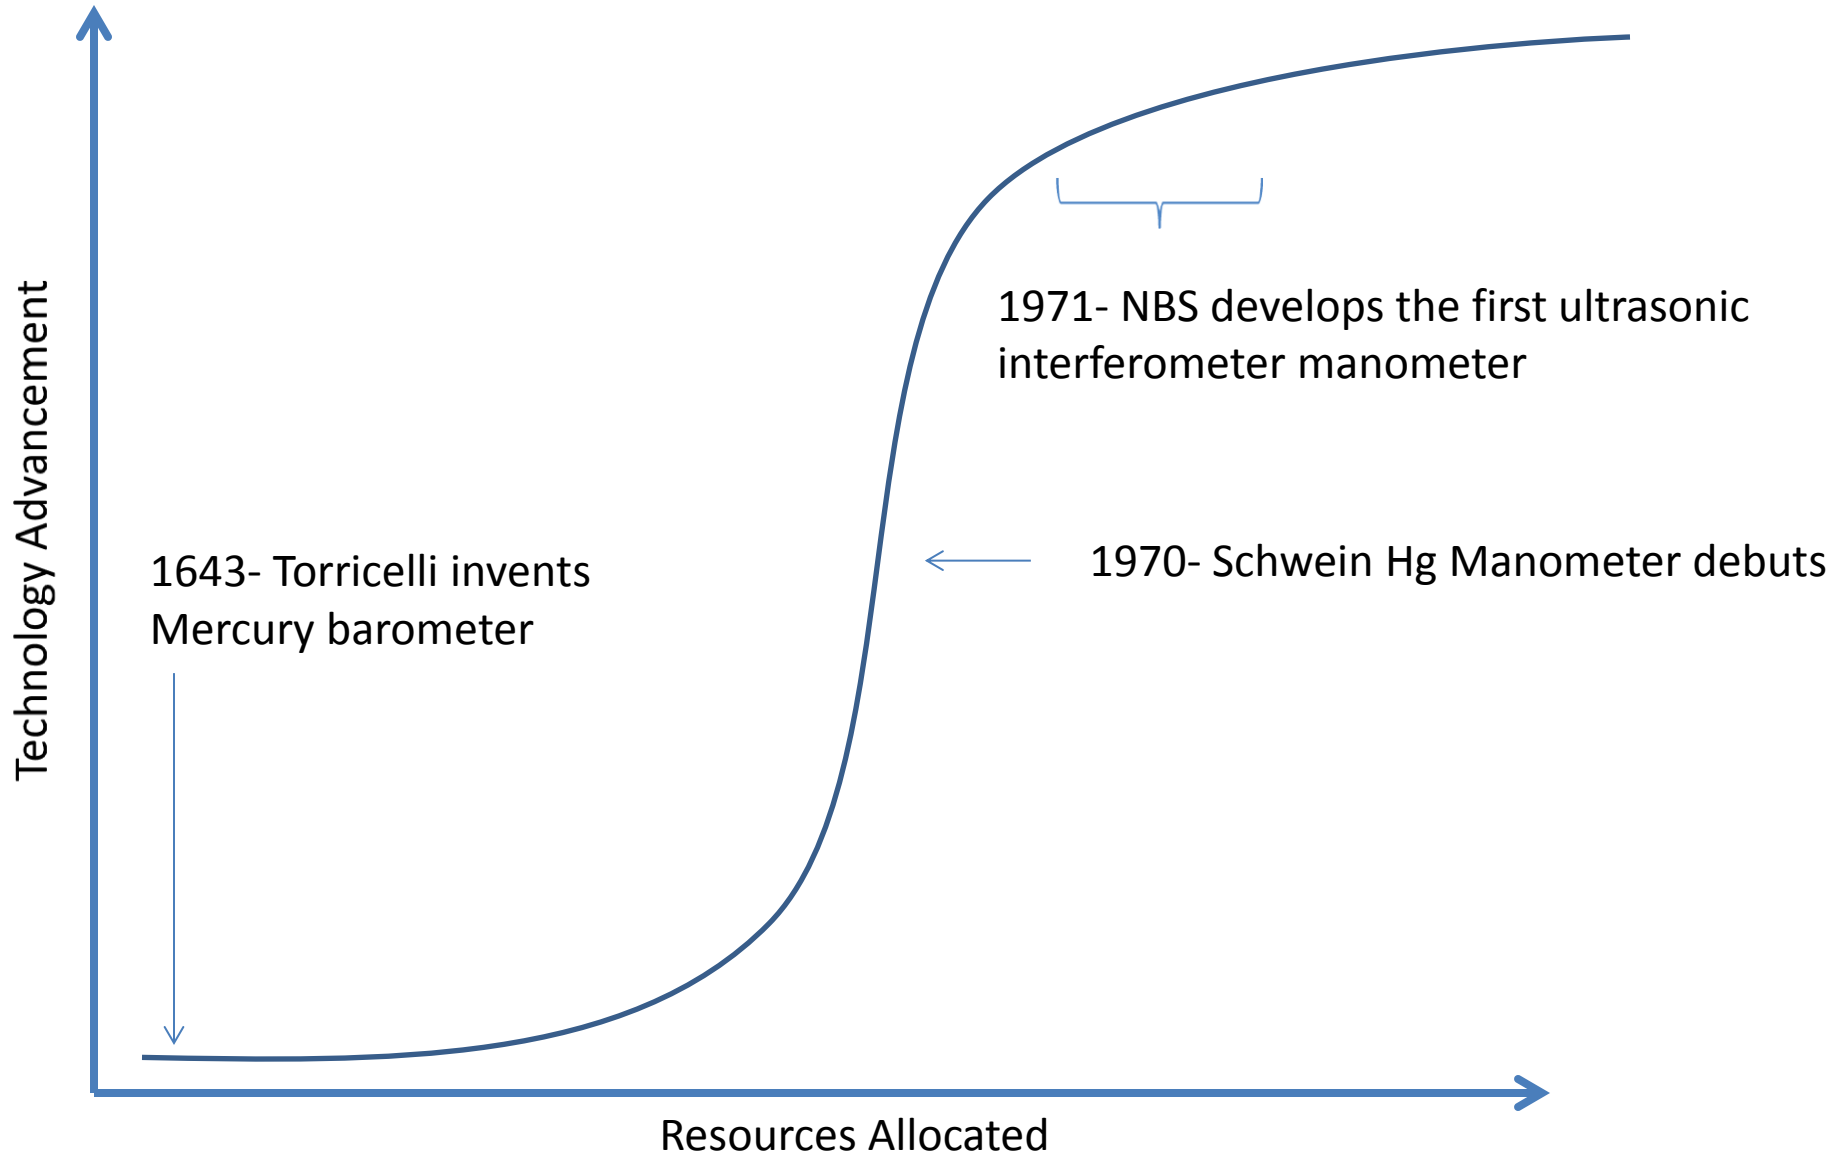 Technology Advancement
1971- NBS develops the first ultrasonic
interferometer manometer
1970- Schwein Hg Manometer debuts
1643- Torricelli invents
Mercury barometer
Resources Allocated